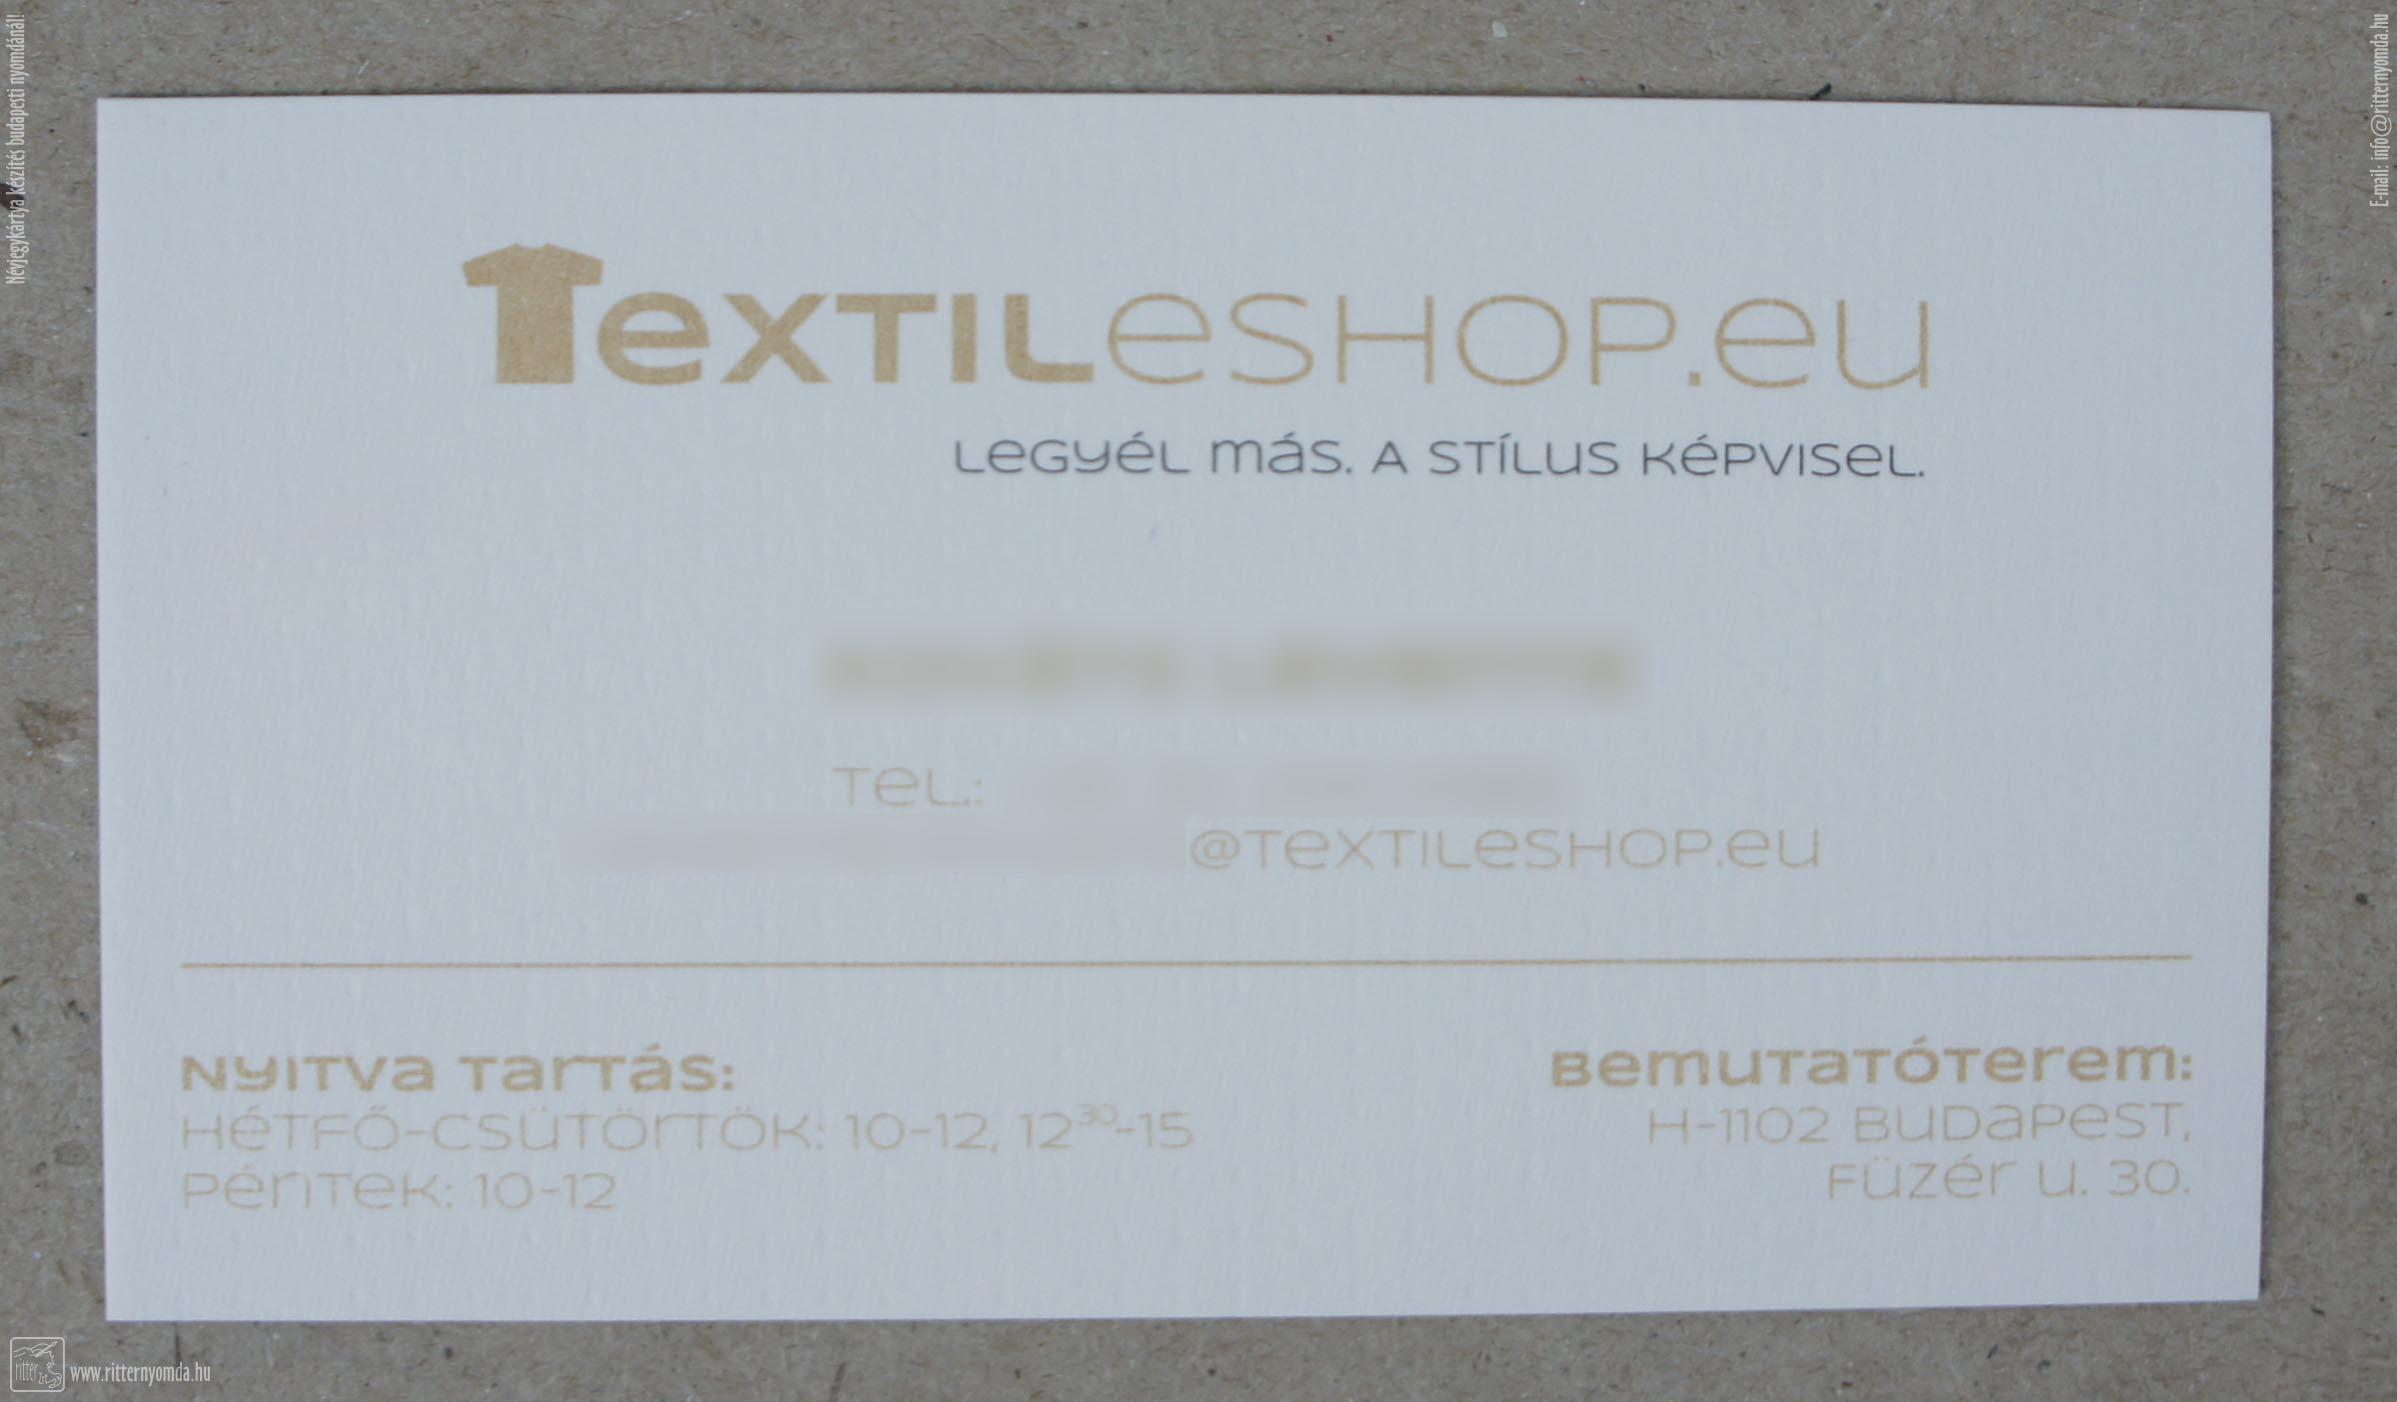 Névjegykártya készítés budapesti nyomdánál!
E-mail: info@ritternyomda.hu
Textileshop.eu
Legyél más. A stílus képvisel.
Tel.:
@textileshop.eu
Nyitva tartás:
Hétfő-csütörtök: 10-12, 12³⁰-15
Péntek: 10-12
Bemutatóterem:
H-1102 Budapest,
Füzér u. 30.
ritter
www.ritternyomda.hu